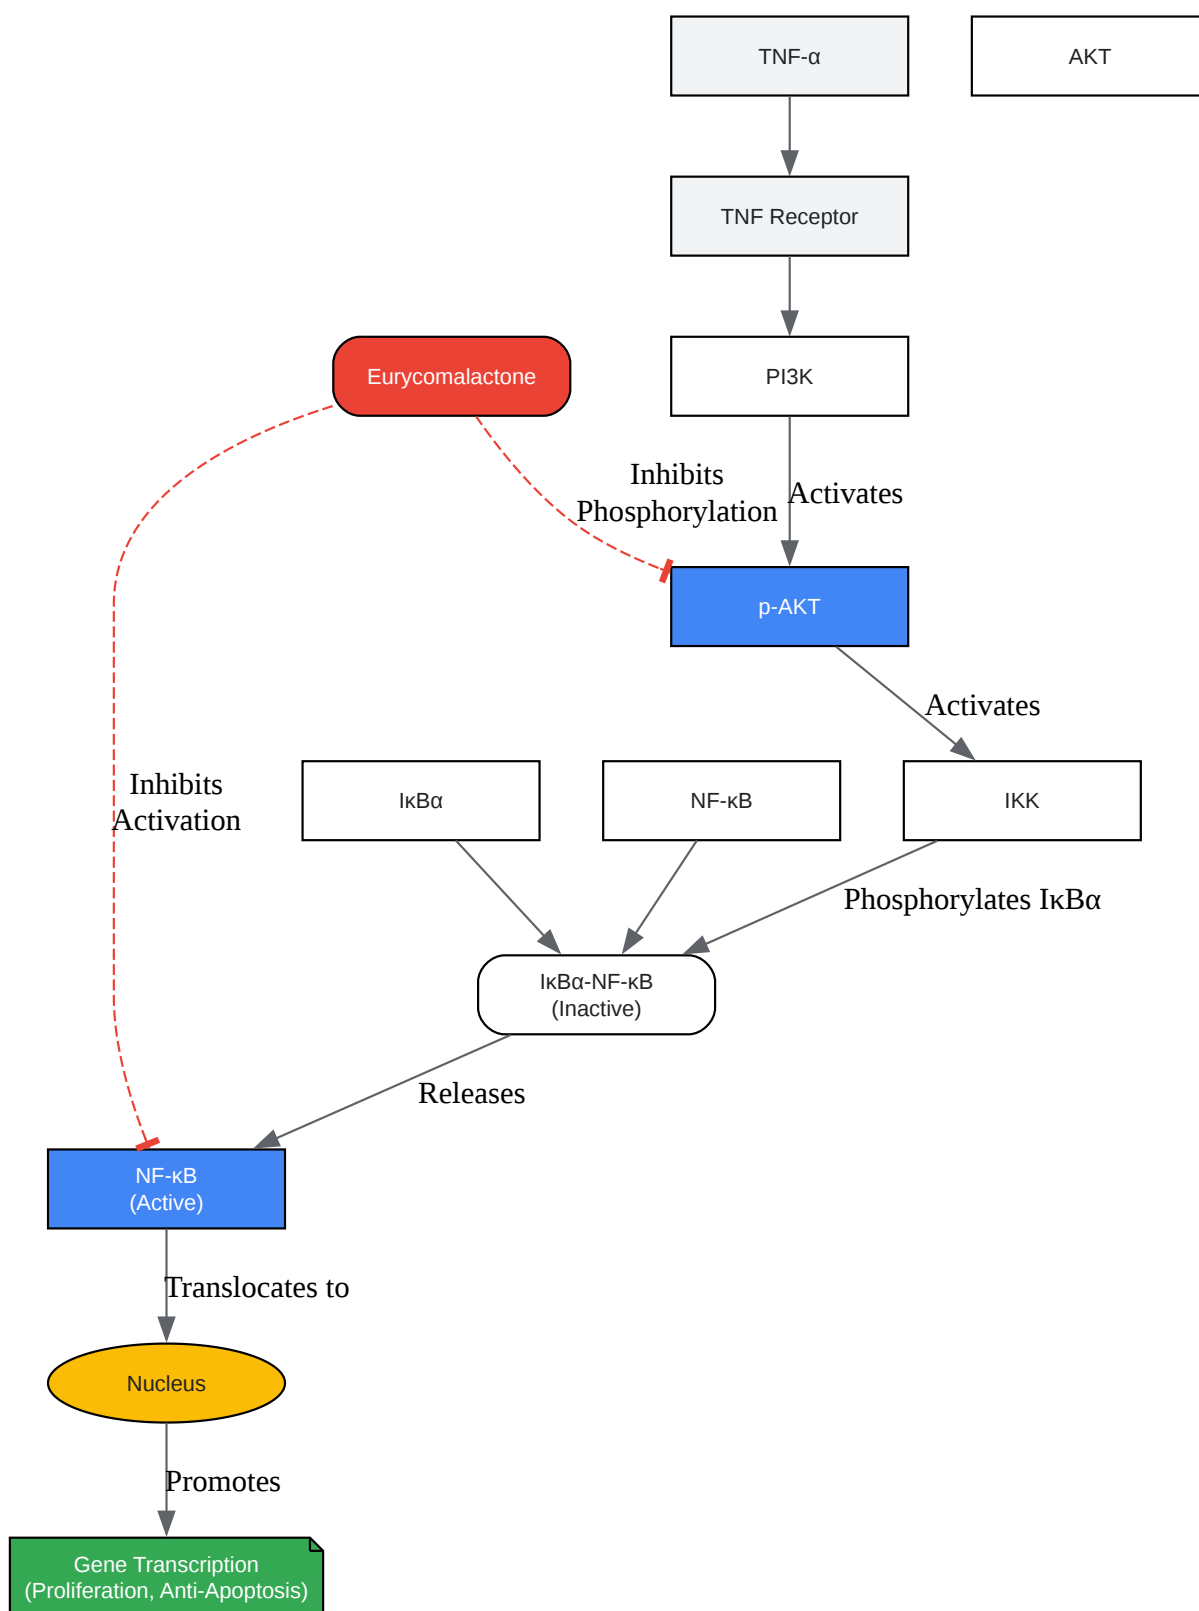 TNF-α
AKT
TNF Receptor
Eurycomalactone
PI3K
Inhibits
Phosphorylation
Activates
p-AKT
Activates
Inhibits
Activation
IκBα
NF-κB
IKK
Phosphorylates IκBα
IκBα-NF-κB
(Inactive)
Releases
NF-κB
(Active)
Translocates to
Nucleus
Promotes
Gene Transcription
(Proliferation, Anti-Apoptosis)